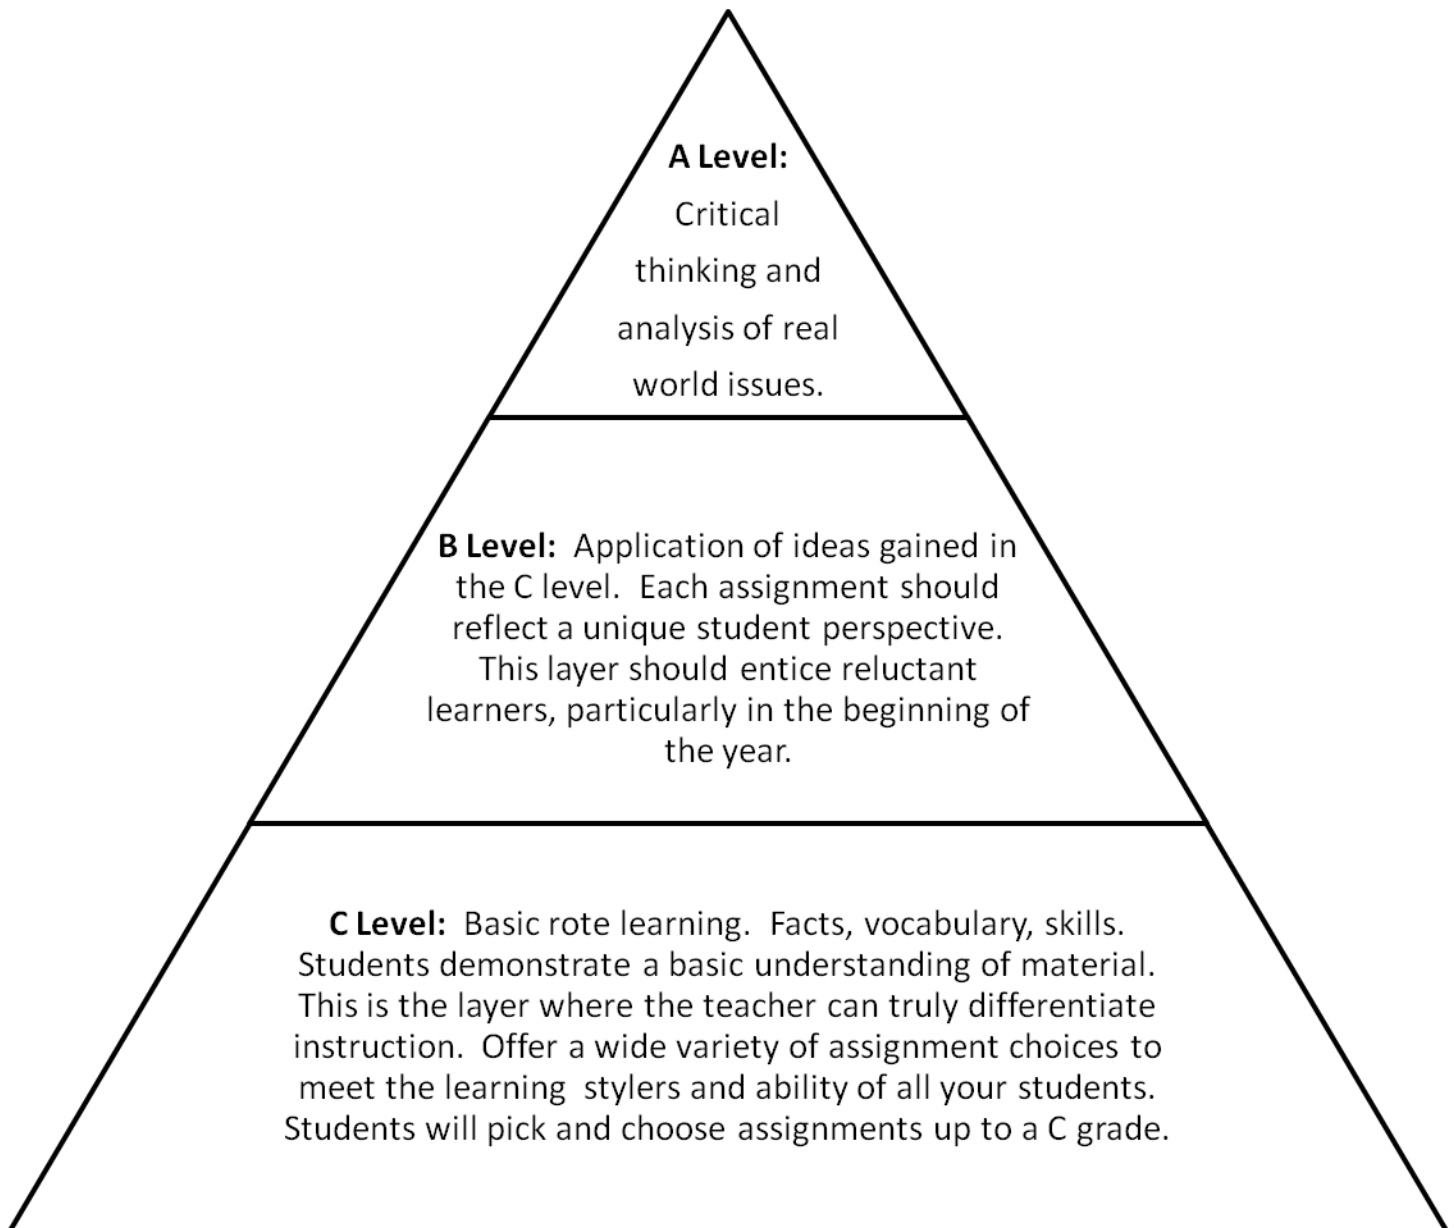 A Level:
Critical
thinking and
analysis of real
world issues.
B Level:  Application of ideas gained in
the C level.  Each assignment should
reflect a unique student perspective.
This layer should entice reluctant
learners, particularly in the beginning of
the year.
C Level:  Basic rote learning.  Facts, vocabulary, skills.
Students demonstrate a basic understanding of material.
This is the layer where the teacher can truly differentiate
instruction.  Offer a wide variety of assignment choices to
meet the learning  stylers and ability of all your students.
Students will pick and choose assignments up to a C grade.